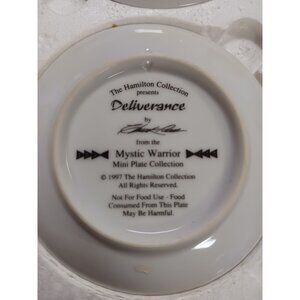 The Hamilton Collection
presents
Deliverance
by
from the
Mystic Warrior
Mini Plate Collection
© 1997 The Hamilton Collection
All Rights Reserved.
Not For Food Use - Food
Consumed From This Plate
May Be Harmful.